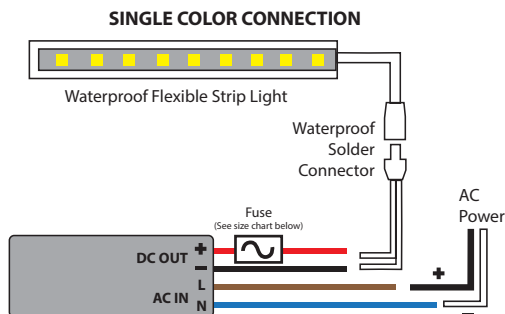 SINGLE COLOR CONNECTION
Waterproof Flexible Strip Light
Waterproof
Solder
Connector
AC
Power
Fuse
(See size chart below)
DC OUT + −
L
AC IN
N
+
−